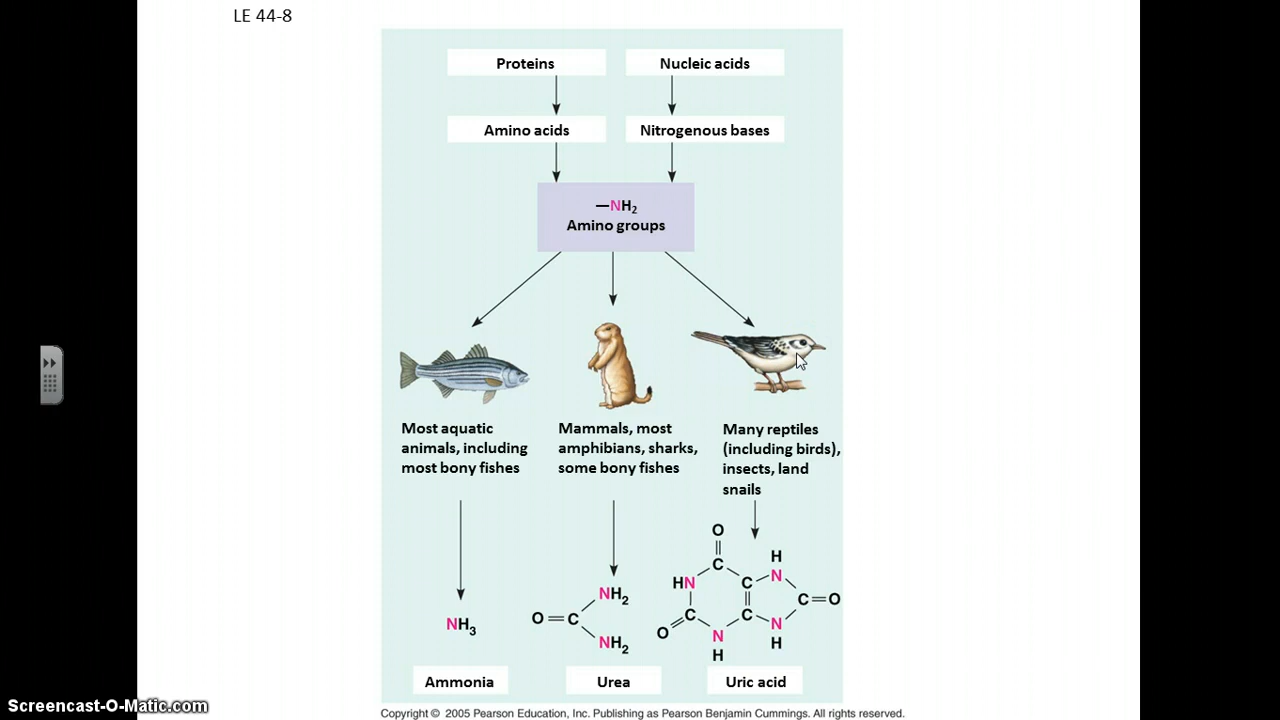 LE 44-8
Proteins
Nucleic acids
Amino acids
Nitrogenous bases
—NH₂
Amino groups
Most aquatic
animals, including
most bony fishes
Mammals, most
amphibians, sharks,
some bony fishes
Many reptiles
(including birds),
insects, land
snails
NH₃
O=C
NH₂
NH₂
O
C
HN
C
H
N
C=O
O
C
C
N
H
N
H
Ammonia
Urea
Uric acid
Screencast-O-Matic.com
Copyright © 2005 Pearson Education, Inc. Publishing as Pearson Benjamin Cummings. All rights reserved.